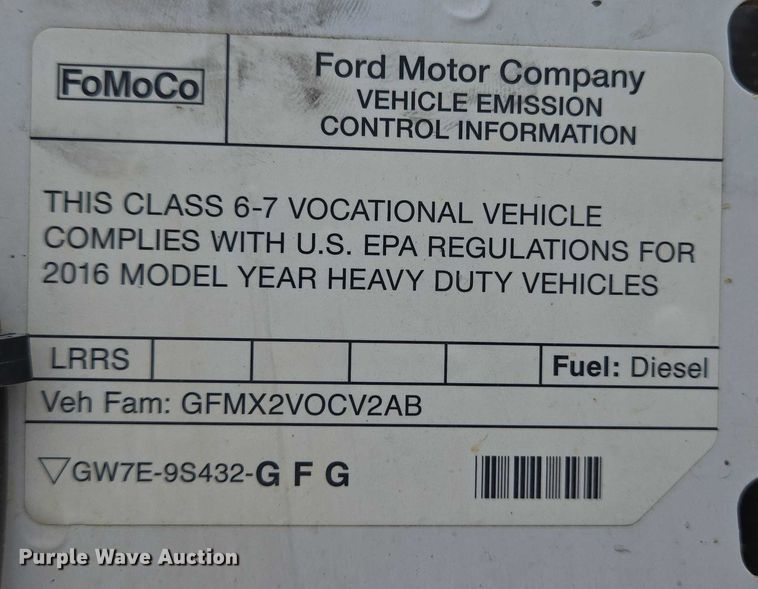 FoMoCo
Ford Motor Company
VEHICLE EMISSION
CONTROL INFORMATION
THIS CLASS 6-7 VOCATIONAL VEHICLE
COMPLIES WITH U.S. EPA REGULATIONS FOR
2016 MODEL YEAR HEAVY DUTY VEHICLES
LRRS
Fuel: Diesel
Veh Fam: GFMX2VOCV2AB
▽GW7E-9S432-G F G
Purple Wave Auction